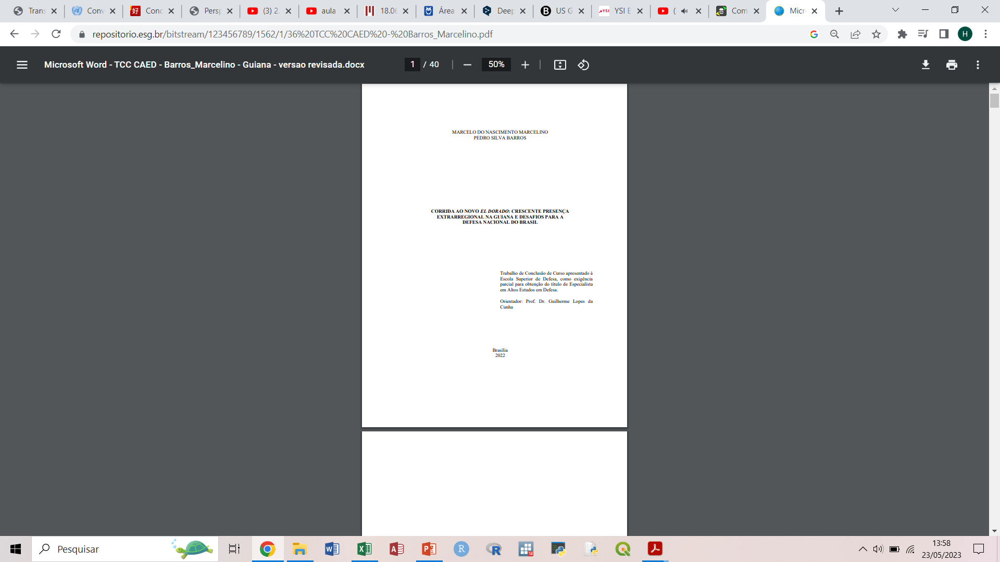 Trans
Conv
好
Conc
Persp
(3) 2.
aula
18.06
Área
Deep
B
US G
YSI
YSI E
(
Com
Micr
repositorio.esg.br/bitstream/123456789/1562/1/36%20TCC%20CAED%20-%20Barros_Marcelino.pdf
H
Microsoft Word - TCC CAED - Barros_Marcelino - Guiana - versao revisada.docx
1 / 40
50%
MARCELO DO NASCIMENTO MARCELINO
PEDRO SILVA BARROS
CORRIDA AO NOVO EL DORADO: CRESCENTE PRESENÇA
EXTRARREGIONAL NA GUIANA E DESAFIOS PARA A
DEFESA NACIONAL DO BRASIL
Trabalho de Conclusão de Curso apresentado à
Escola Superior de Defesa, como exigência
parcial para obtenção do título de Especialista
em Altos Estudos em Defesa.
Orientador: Prof. Dr. Guilherme Lopes da
Cunha
Brasília
2022
Pesquisar
R
14
13:58
23/05/2023